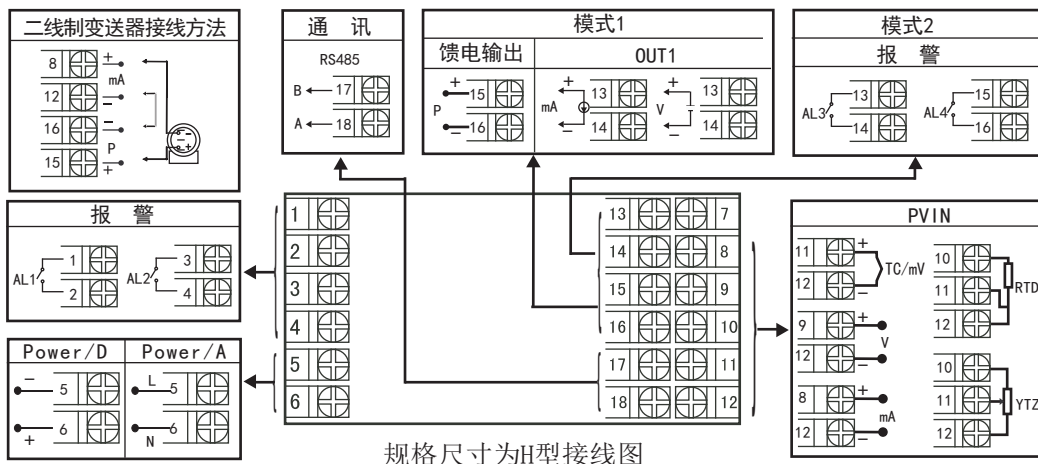 二线制变送器接线方法
8 + mA
12 −
16 − P
15 +
通 讯
RS485
B 17
A 18
模式1
馈电输出 OUT1
+ 15 + 13 + 13
P mA V
− 16 − 14 − 14
模式2
报 警
AL3 13 AL4 15
14 16
报 警
AL1 1 AL2 3
2 4
Power/D Power/A
− 5 L 5
+ 6 N 6
1 13 7
2 14 8
3 15 9
4 16 10
5 17 11
6 18 12
PVIN
11 + TC/mV 10
12 − 11 RTD
9 + V 12
12 − 10
8 + mA 11 YTZ
12 − 12
规格尺寸为H型接线图